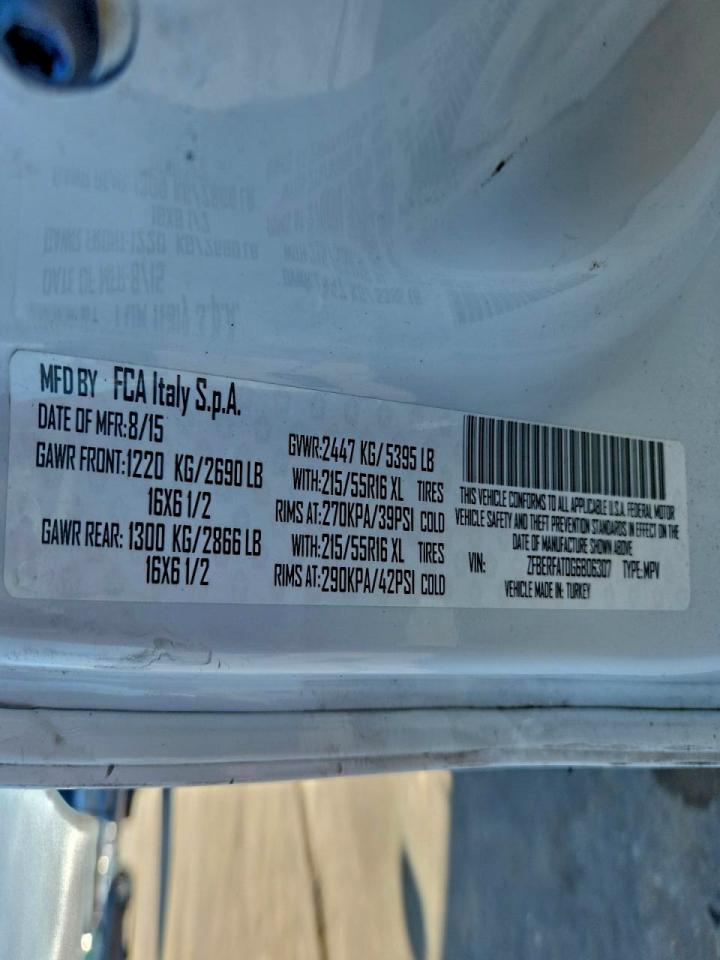 MFD BY FCA Italy S.p.A.
DATE OF MFR:8/15
GAWR FRONT:1220 KG/2690 LB
16X6 1/2
GAWR REAR: 1300 KG/2866 LB
16X6 1/2
GVWR:2447 KG/ 5395 LB
WITH:215/55R16 XL TIRES
RIMS AT:270KPA/39PSI COLD
WITH:215/55R16 XL TIRES
RIMS AT:290KPA/42PSI COLD
THIS VEHICLE CONFORMS TO ALL APPLICABLE U.S.A. FEDERAL MOTOR
VEHICLE SAFETY AND THEFT PREVENTION STANDARDS IN EFFECT ON THE
DATE OF MANUFACTURE SHOWN ABOVE
VIN: ZFBERFAT0G6B06307 TYPE:MPV
VEHICLE MADE IN: TURKEY